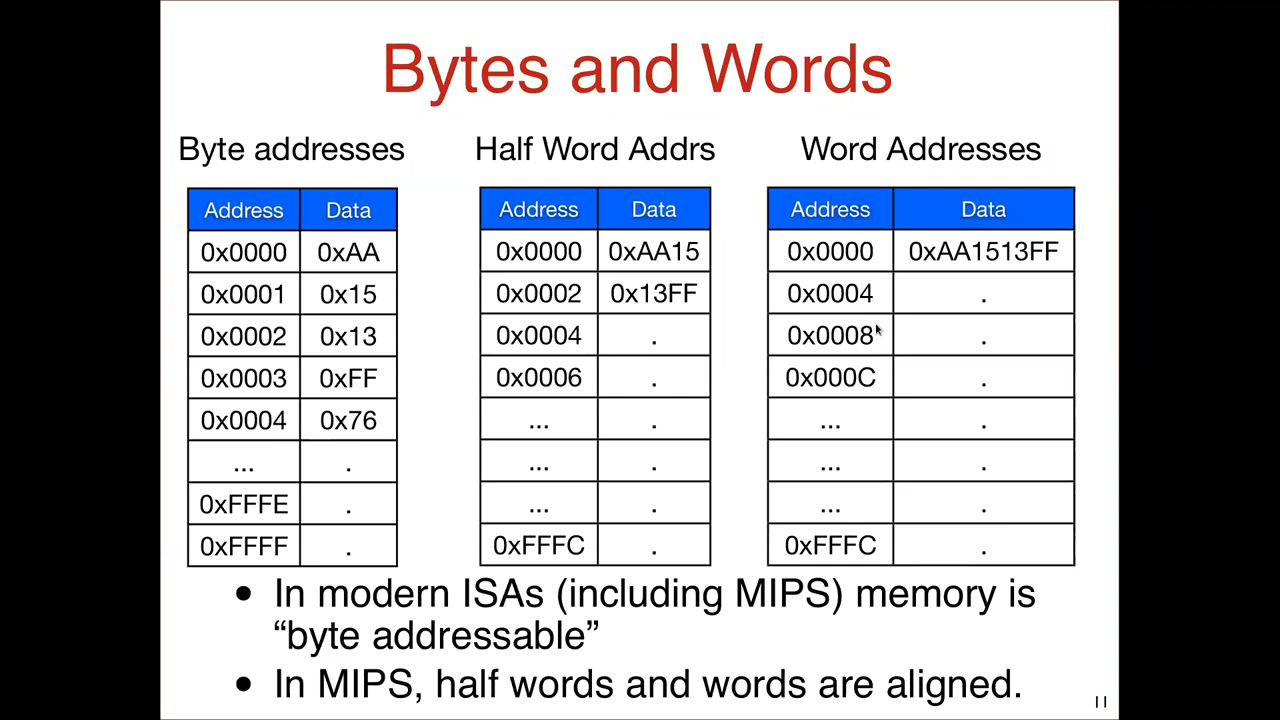 Bytes and Words
Byte addresses Half Word Addrs Word Addresses
Address Data Address Data Address Data
0x0000 0xAA 0x0000 0xAA15 0x0000 0xAA1513FF
0x0001 0x15 0x0002 0x13FF 0x0004 .
0x0002 0x13 0x0004 . 0x0008 .
0x0003 0xFF 0x0006 . 0x000C .
0x0004 0x76 ... . ... .
... . ... . ... .
0xFFFE . ... . ... .
0xFFFF . 0xFFFC . 0xFFFC .
• In modern ISAs (including MIPS) memory is
“byte addressable”
• In MIPS, half words and words are aligned.
11